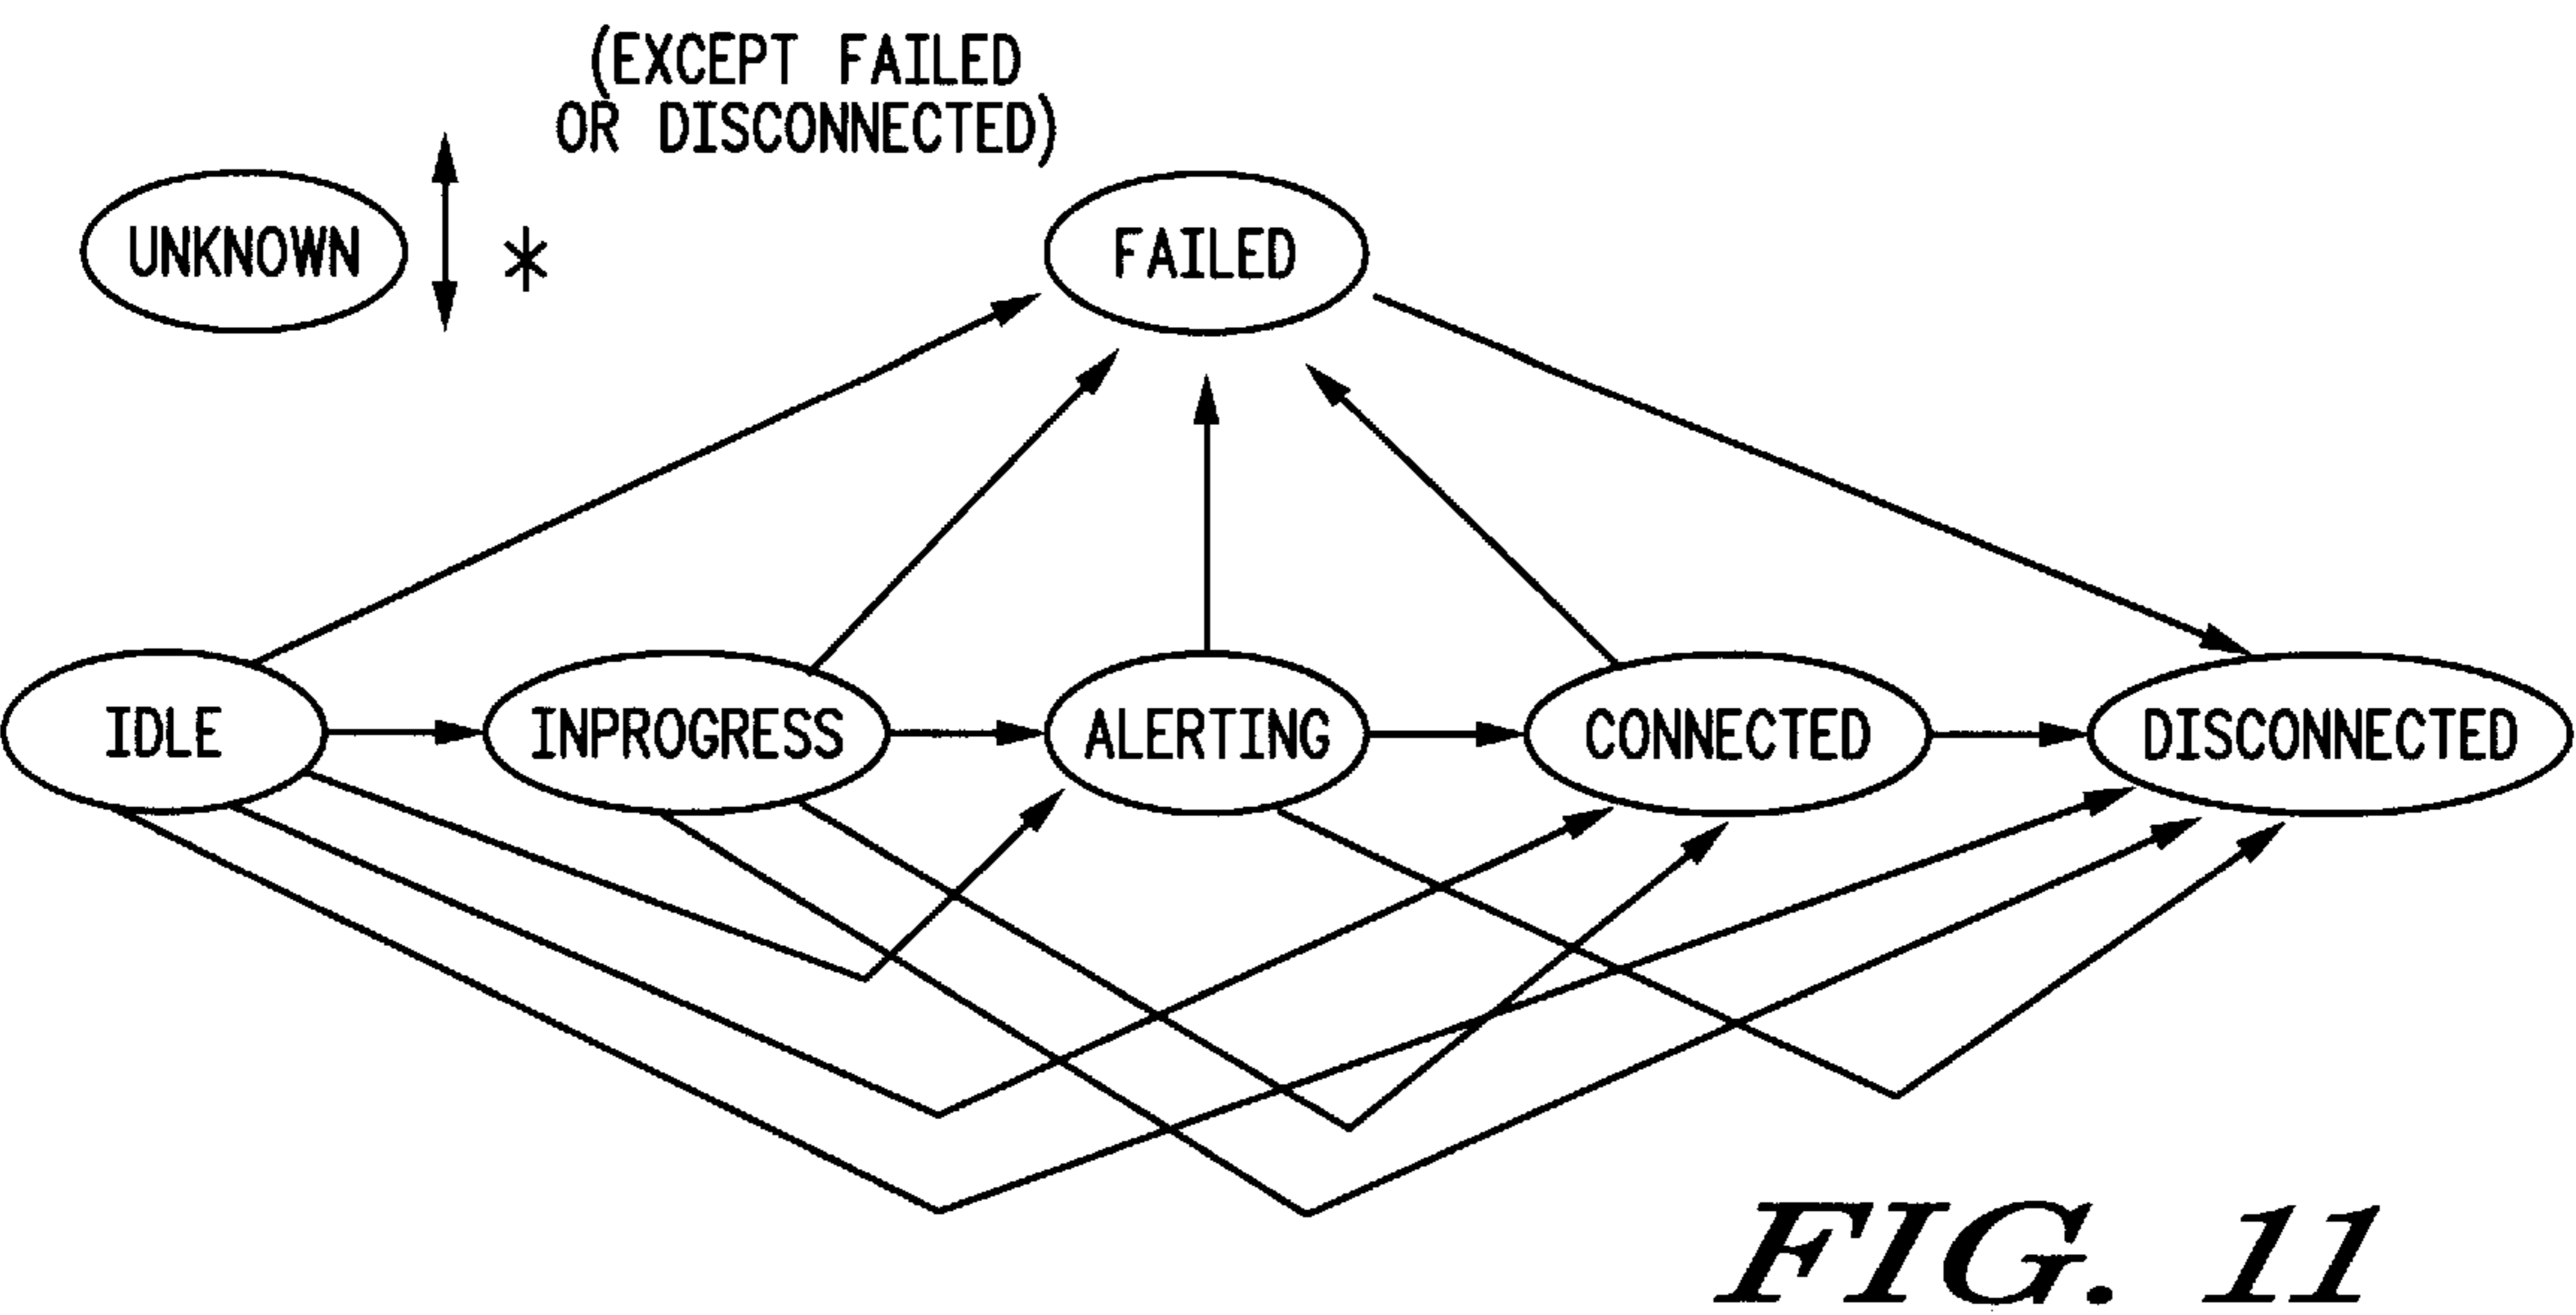 (EXCEPT FAILED
OR DISCONNECTED)
UNKNOWN
*
FAILED
IDLE
INPROGRESS
ALERTING
CONNECTED
DISCONNECTED
FIG. 11